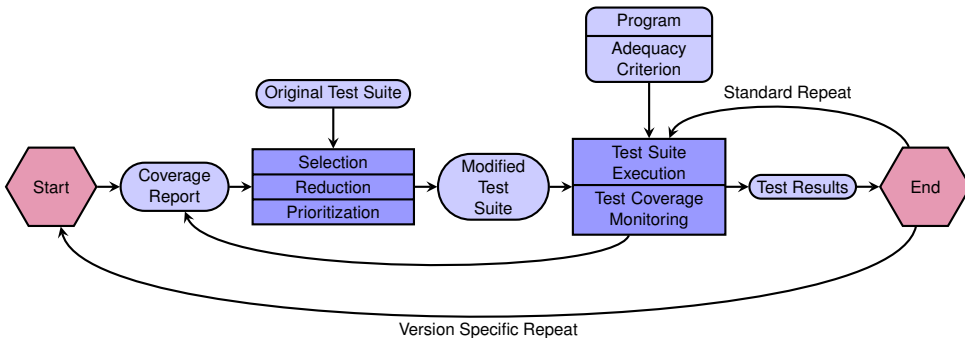 Program
Adequacy
Criterion
Original Test Suite
Standard Repeat
Start
Coverage
Report
Selection
Reduction
Prioritization
Modified
Test
Suite
Test Suite
Execution
Test Coverage
Monitoring
Test Results
End
Version Specific Repeat